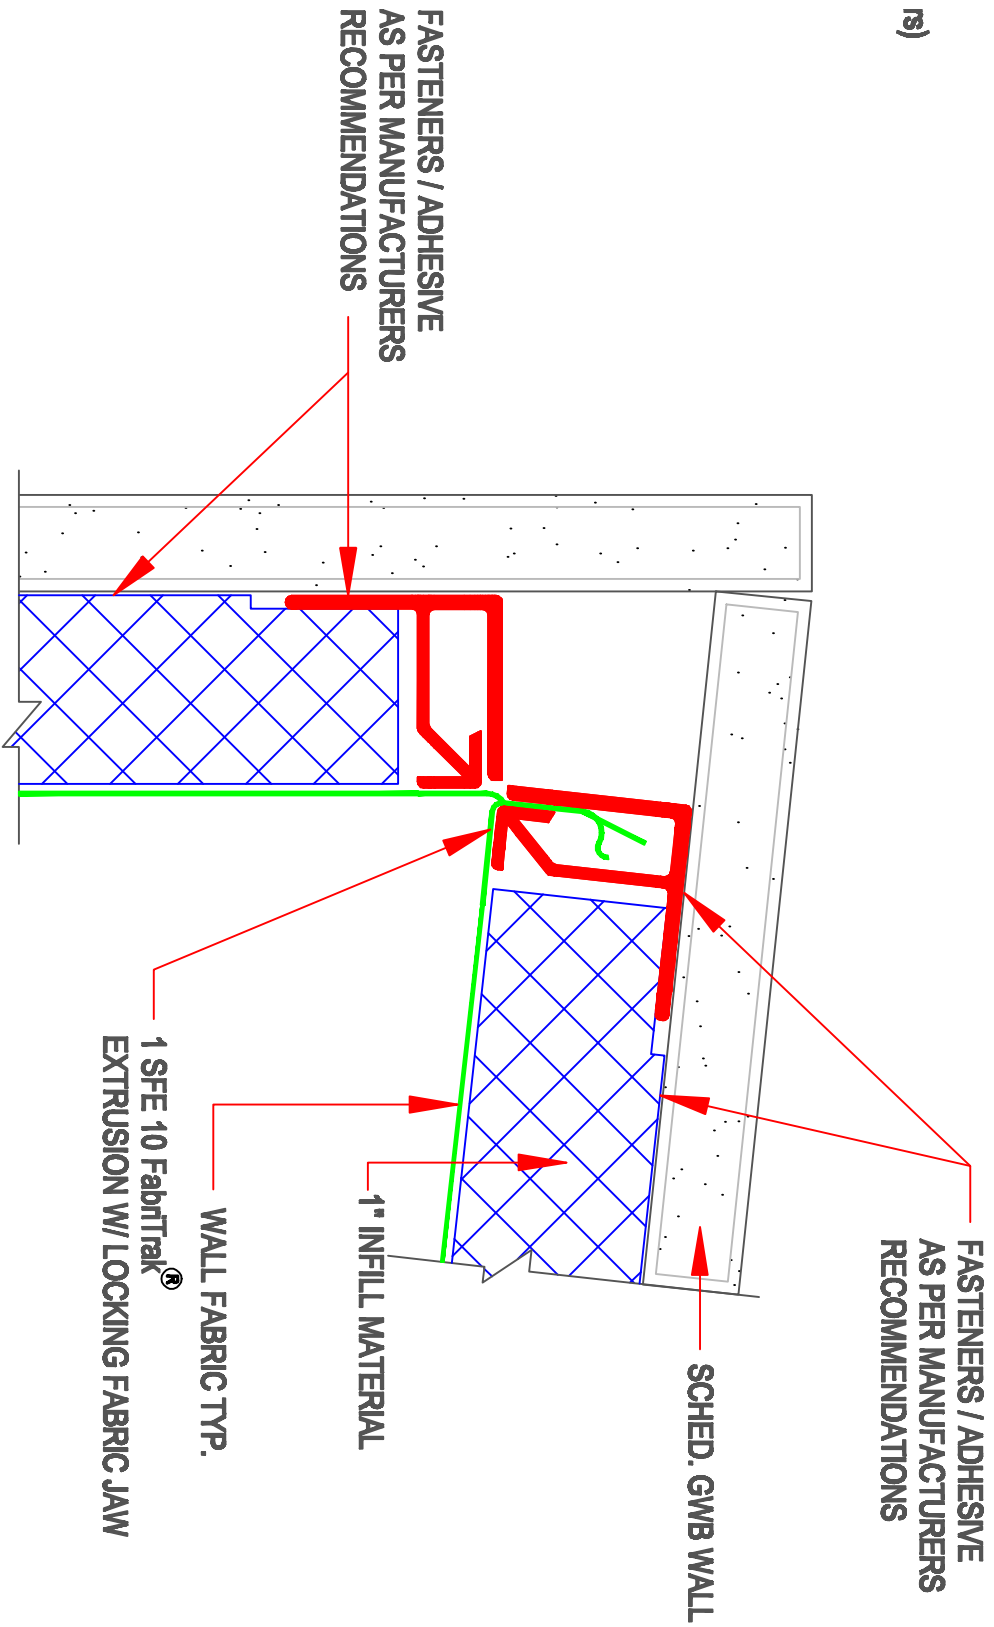 rs)
FASTENERS / ADHESIVE
AS PER MANUFACTURERS
RECOMMENDATIONS
FASTENERS / ADHESIVE
AS PER MANUFACTURERS
RECOMMENDATIONS
SCHED. GWB WALL
1" INFILL MATERIAL
WALL FABRIC TYP.
1 SFE 10 FabriTrak®
EXTRUSION W/ LOCKING FABRIC JAW